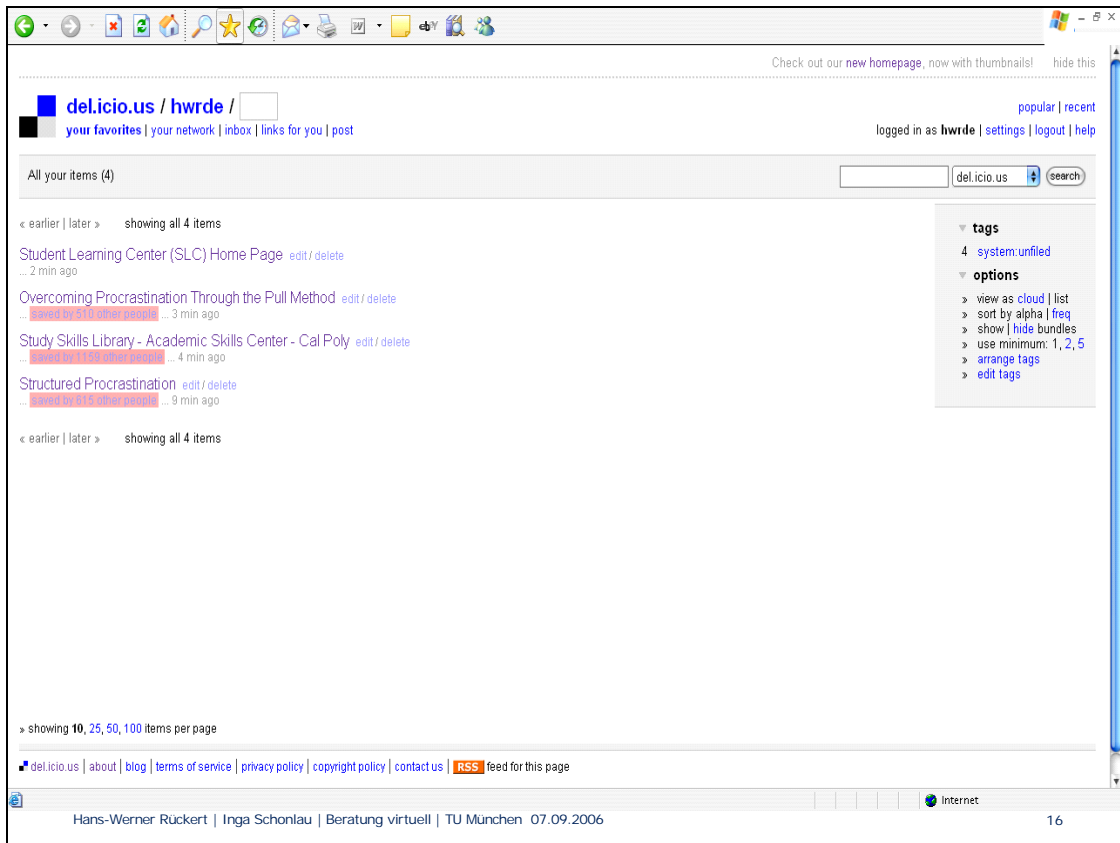 Check out our new homepage, now with thumbnails! hide this
del.icio.us / hwrde /
popular | recent
your favorites | your network | inbox | links for you | post
logged in as hwrde | settings | logout | help
All your items (4)
del.icio.us search
« earlier | later » showing all 4 items
Student Learning Center (SLC) Home Page edit / delete
... 2 min ago
Overcoming Procrastination Through the Pull Method edit / delete
... saved by 510 other people ... 3 min ago
Study Skills Library - Academic Skills Center - Cal Poly edit / delete
... saved by 1159 other people ... 4 min ago
Structured Procrastination edit / delete
... saved by 615 other people ... 9 min ago
« earlier | later » showing all 4 items
tags
4 system:unfiled
options
» view as cloud | list
» sort by alpha | freq
» show | hide bundles
» use minimum: 1, 2, 5
» arrange tags
» edit tags
» showing 10, 25, 50, 100 items per page
del.icio.us | about | blog | terms of service | privacy policy | copyright policy | contact us | RSS feed for this page
Internet
Hans-Werner Rückert | Inga Schonlau | Beratung virtuell | TU München 07.09.2006 16